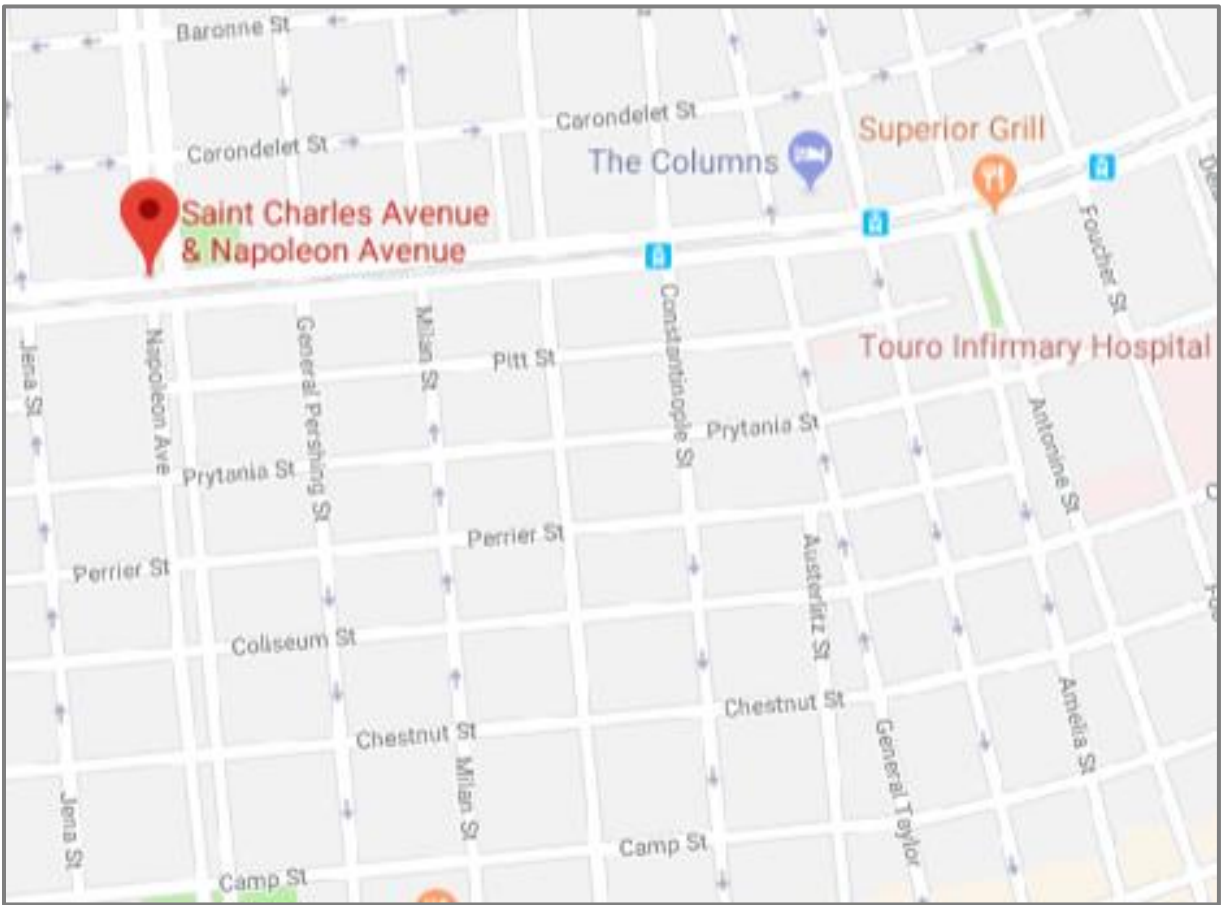 Baronne St
Carondelet St
Carondelet St
Superior Grill
The Columns
Saint Charles Avenue
& Napoleon Avenue
Foucher St
Constantinople St
General Pershing St
Milan St
Napoleon Ave
Jena St
Pitt St
Touro Infirmary Hospital
Prytania St
Prytania St
Antonine St
Perrier St
Perrier St
Austerlitz St
Coliseum St
Amelia St
Chestnut St
Chestnut St
General Taylor
Milan St
Jena St
Camp St
Camp St